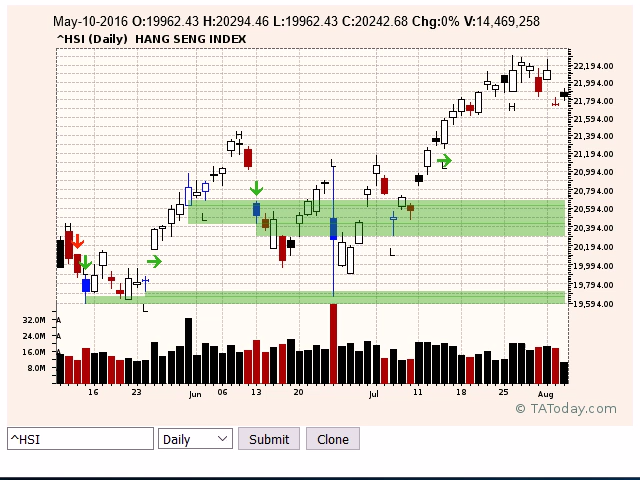 May-10-2016 O:19962.43 H:20294.46 L:19962.43 C:20242.68 Chg:0% V:14,469,258
^HSI (Daily) HANG SENG INDEX
22,194.00
21,994.00
21,794.00
21,594.00
21,394.00
21,194.00
20,994.00
20,794.00
20,594.00
20,394.00
20,194.00
19,994.00
19,794.00
19,594.00
H
H
H
L
L
L
L
L
32.0M
24.0M
16.0M
8.0M
A
A
A
A
16 23 Jun 06 13 20 Jul 11 18 25 Aug
© TAToday.com
^HSI Daily Submit Clone